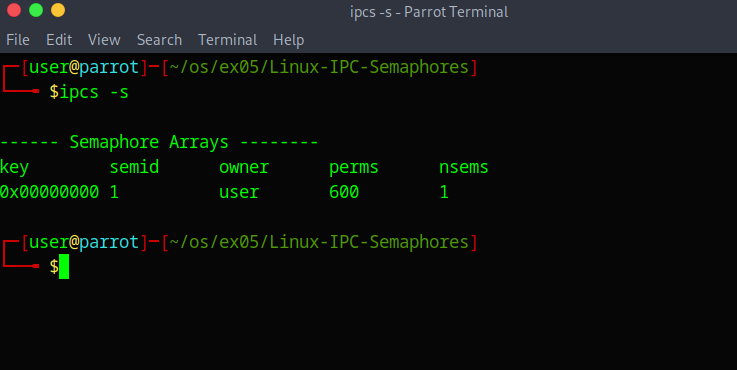 ipcs -s - Parrot Terminal
File Edit View Search Terminal Help
┌─[user@parrot]─[~/os/ex05/Linux-IPC-Semaphores]
└──╼ $ipcs -s
------ Semaphore Arrays --------
key        semid      owner      perms      nsems
0x00000000 1          user       600        1
┌─[user@parrot]─[~/os/ex05/Linux-IPC-Semaphores]
└──╼ $